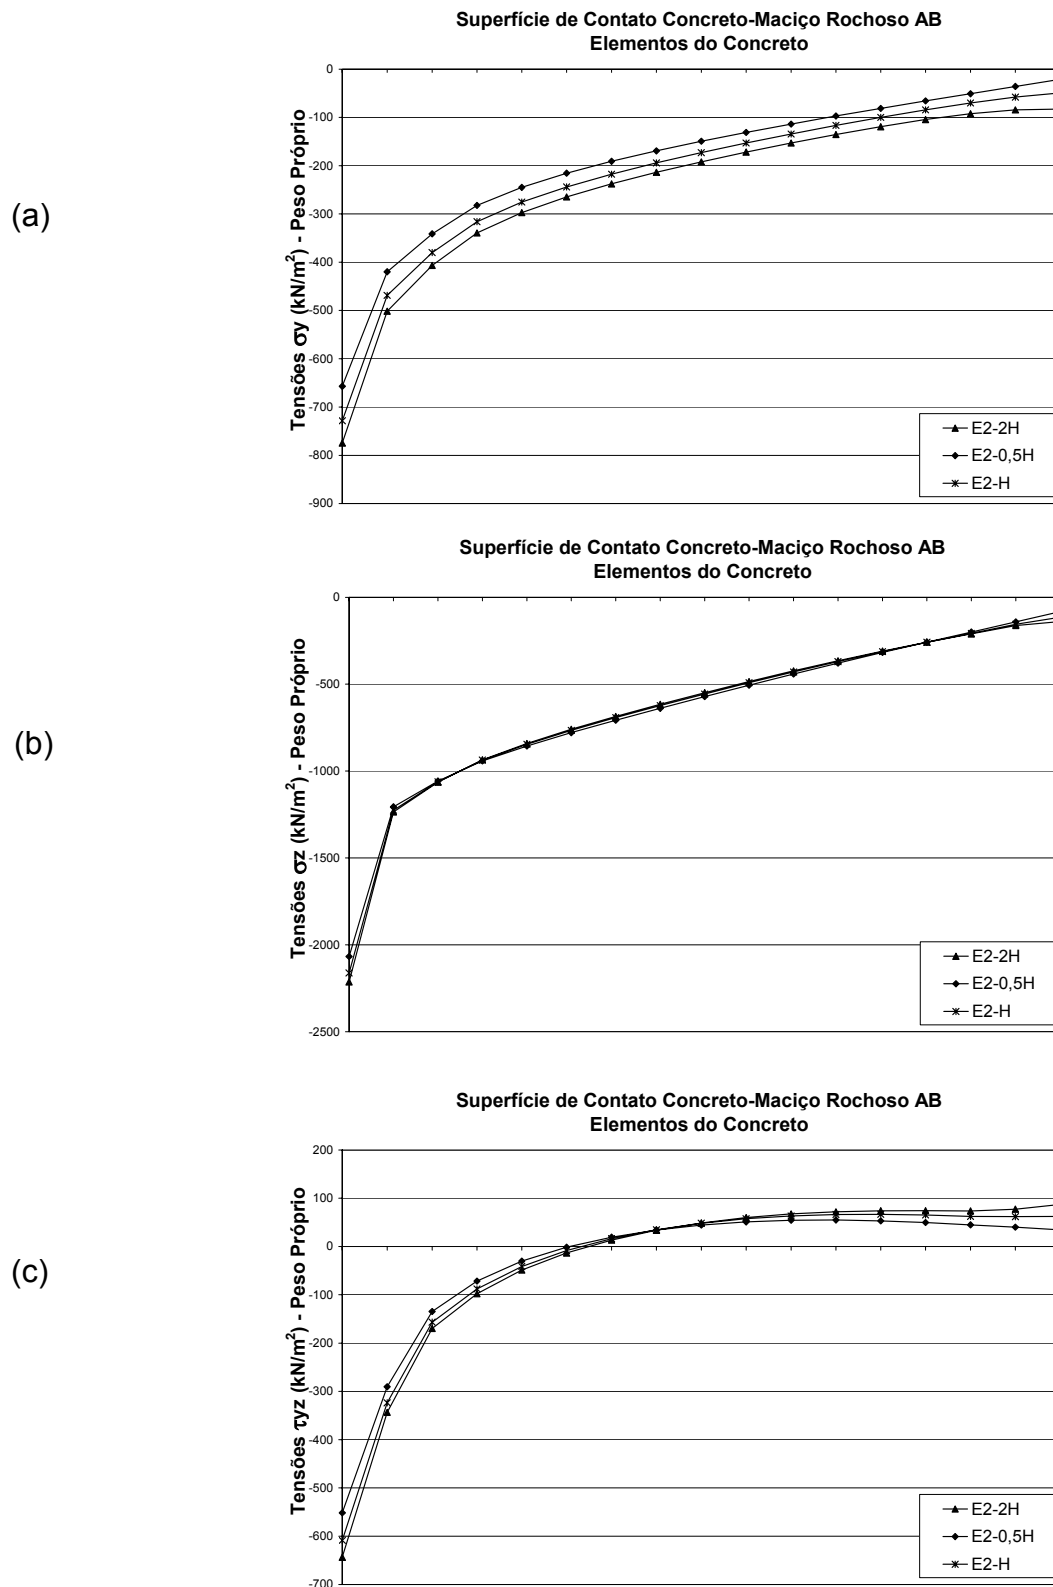 Superfície de Contato Concreto-Maciço Rochoso AB
Elementos do Concreto
(a)
Tensões σy (kN/m²) - Peso Próprio
0
-100
-200
-300
-400
-500
-600
-700
-800
-900
E2-2H
E2-0,5H
E2-H
Superfície de Contato Concreto-Maciço Rochoso AB
Elementos do Concreto
(b)
Tensões σz (kN/m²) - Peso Próprio
0
-500
-1000
-1500
-2000
-2500
E2-2H
E2-0,5H
E2-H
Superfície de Contato Concreto-Maciço Rochoso AB
Elementos do Concreto
(c)
Tensões τyz (kN/m²) - Peso Próprio
200
100
0
-100
-200
-300
-400
-500
-600
-700
E2-2H
E2-0,5H
E2-H